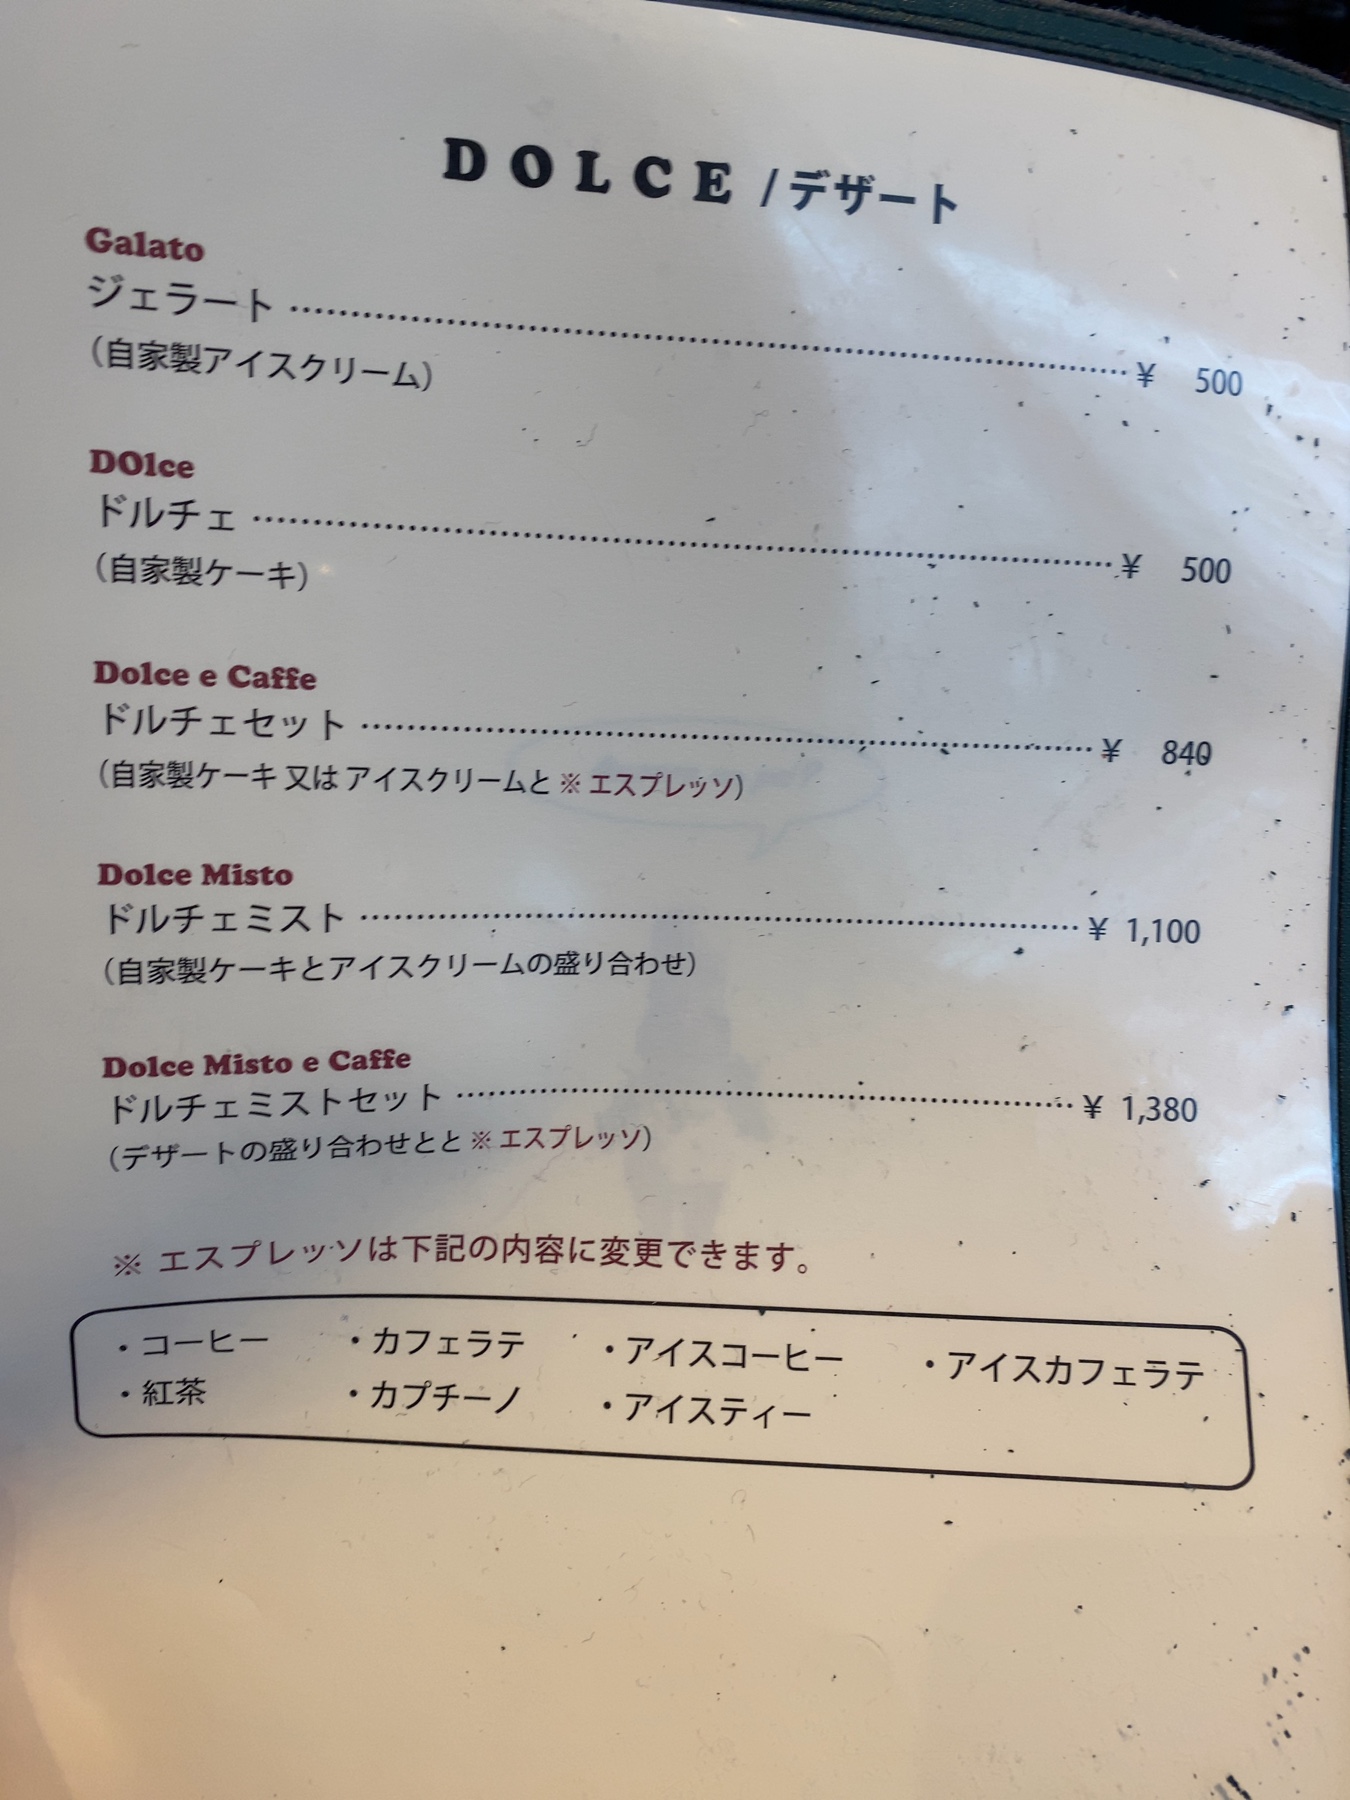 DOLCE /デザート
Galato
ジェラート ¥ 500
(自家製アイスクリーム)
DOlce
ドルチェ ¥ 500
(自家製ケーキ)
Dolce e Caffe
ドルチェセット ¥ 840
(自家製ケーキ 又は アイスクリームと ※ エスプレッソ)
Dolce Misto
ドルチェミスト ¥ 1,100
(自家製ケーキとアイスクリームの盛り合わせ)
Dolce Misto e Caffe
ドルチェミストセット ¥ 1,380
(デザートの盛り合わせとと ※ エスプレッソ)
※ エスプレッソは下記の内容に変更できます。
・コーヒー ・カフェラテ ・アイスコーヒー ・アイスカフェラテ
・紅茶 ・カプチーノ ・アイスティー